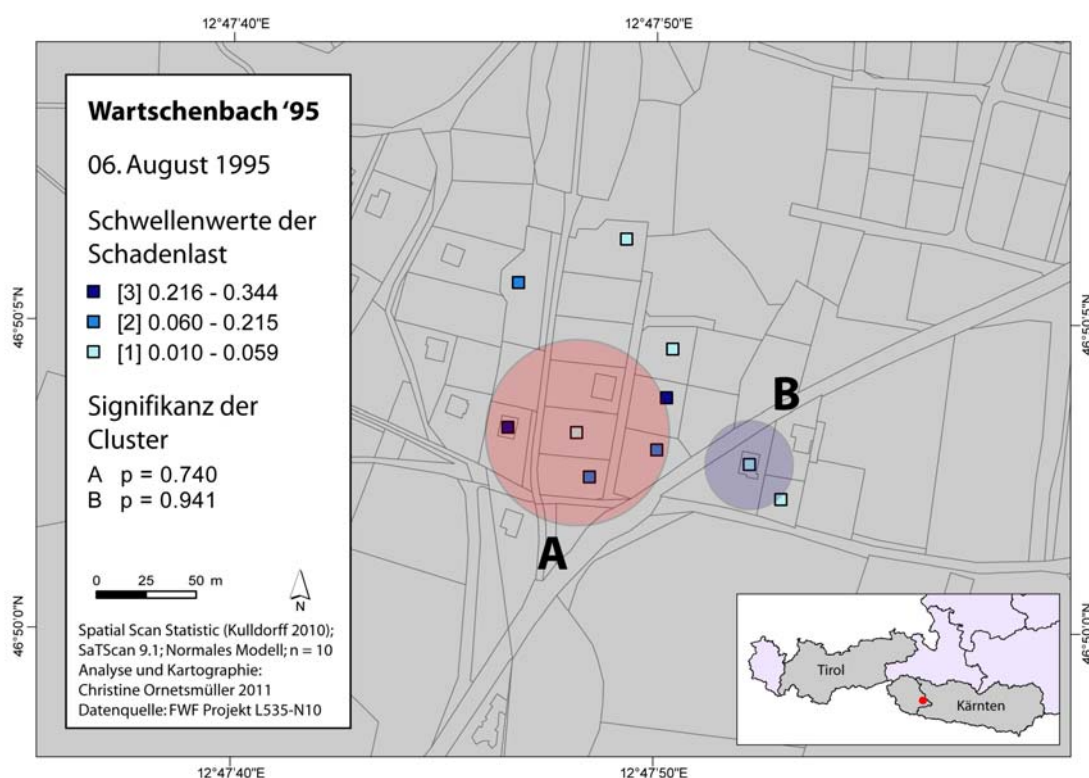 12°47'40"E
12°47'50"E
Wartschenbach ‘95
06. August 1995
Schwellenwerte der
Schadenlast
[3] 0.216 - 0.344
[2] 0.060 - 0.215
[1] 0.010 - 0.059
Signifikanz der
Cluster
A p = 0.740
B p = 0.941
0 25 50 m
N
Spatial Scan Statistic (Kulldorff 2010);
SaTScan 9.1; Normales Modell; n = 10
Analyse und Kartographie:
Christine Ornetsmüller 2011
Datenquelle: FWF Projekt L535-N10
46°50'5"N
46°50'5"N
B
A
46°50'0"N
46°50'0"N
Tirol
Kärnten
12°47'40"E
12°47'50"E